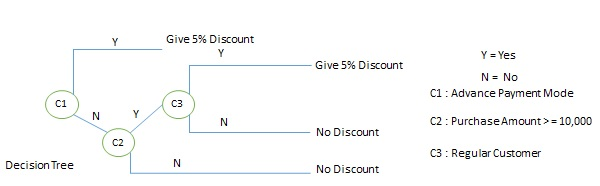 Y
Give 5% Discount
Y
Give 5% Discount
C1
N
Y
C3
N
No Discount
C2
N
No Discount
Decision Tree
Y = Yes
N = No
C1 : Advance Payment Mode
C2 : Purchase Amount > = 10,000
C3 : Regular Customer